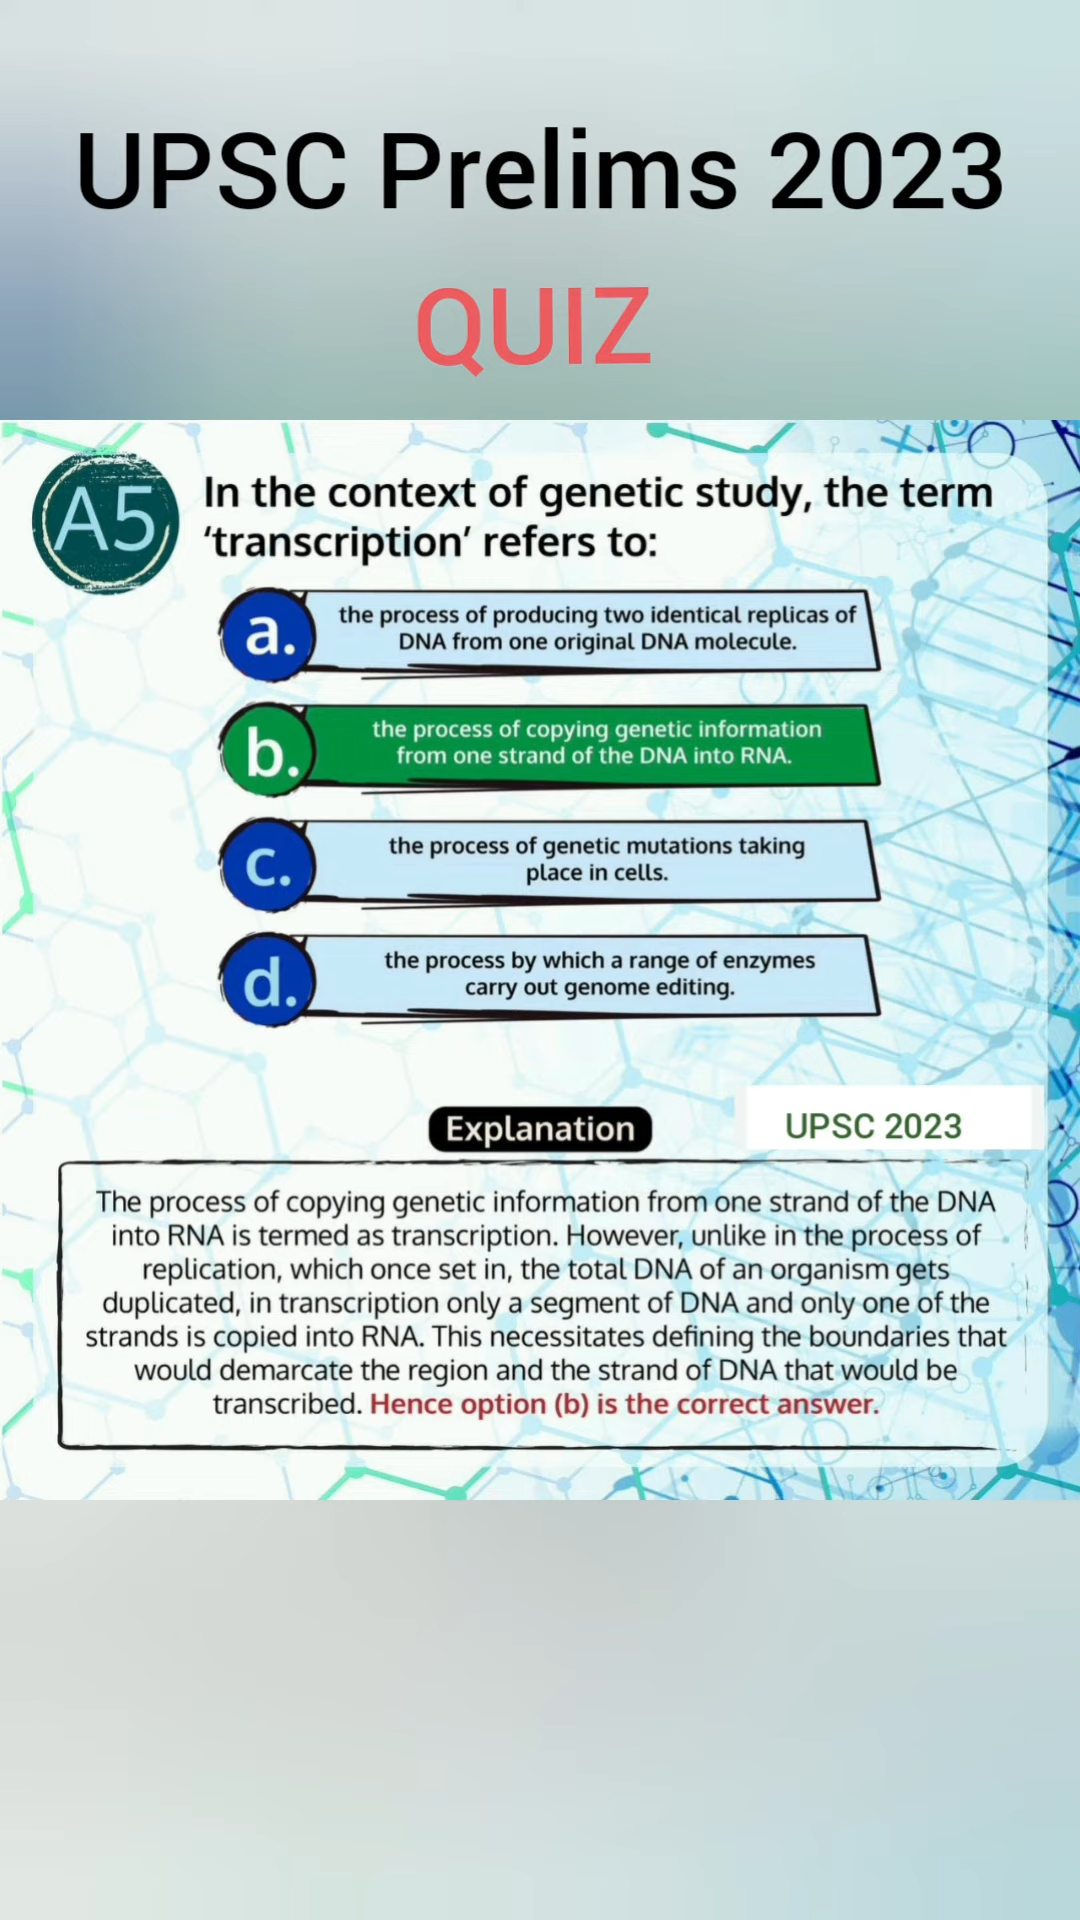 UPSC Prelims 2023
QUIZ
A5
In the context of genetic study, the term
‘transcription’ refers to:
a.
the process of producing two identical replicas of
DNA from one original DNA molecule.
b.
the process of copying genetic information
from one strand of the DNA into RNA.
c.
the process of genetic mutations taking
place in cells.
d.
the process by which a range of enzymes
carry out genome editing.
Explanation
UPSC 2023
The process of copying genetic information from one strand of the DNA
into RNA is termed as transcription. However, unlike in the process of
replication, which once set in, the total DNA of an organism gets
duplicated, in transcription only a segment of DNA and only one of the
strands is copied into RNA. This necessitates defining the boundaries that
would demarcate the region and the strand of DNA that would be
transcribed. Hence option (b) is the correct answer.